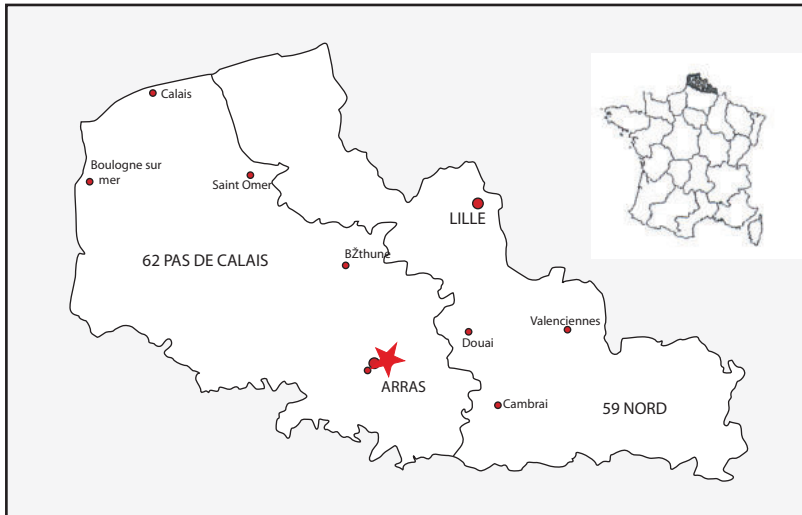 Calais
Boulogne sur
mer
Saint Omer
LILLE
62 PAS DE CALAIS
BŽthune
Valenciennes
Douai
ARRAS
Cambrai
59 NORD